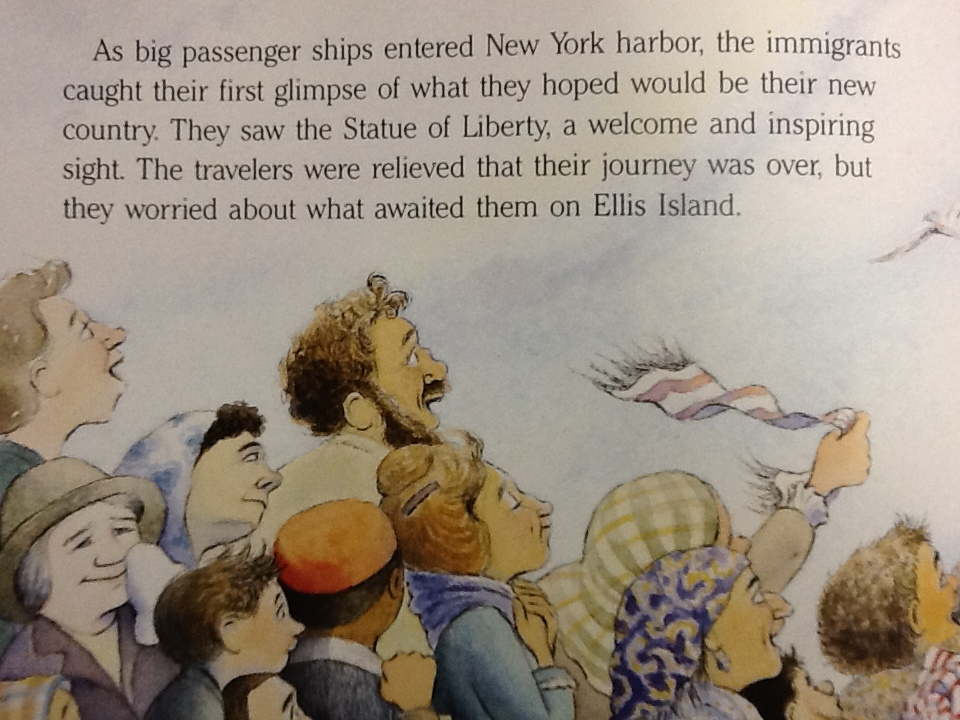 As big passenger ships entered New York harbor, the immigrants
caught their first glimpse of what they hoped would be their new
country. They saw the Statue of Liberty, a welcome and inspiring
sight. The travelers were relieved that their journey was over, but
they worried about what awaited them on Ellis Island.